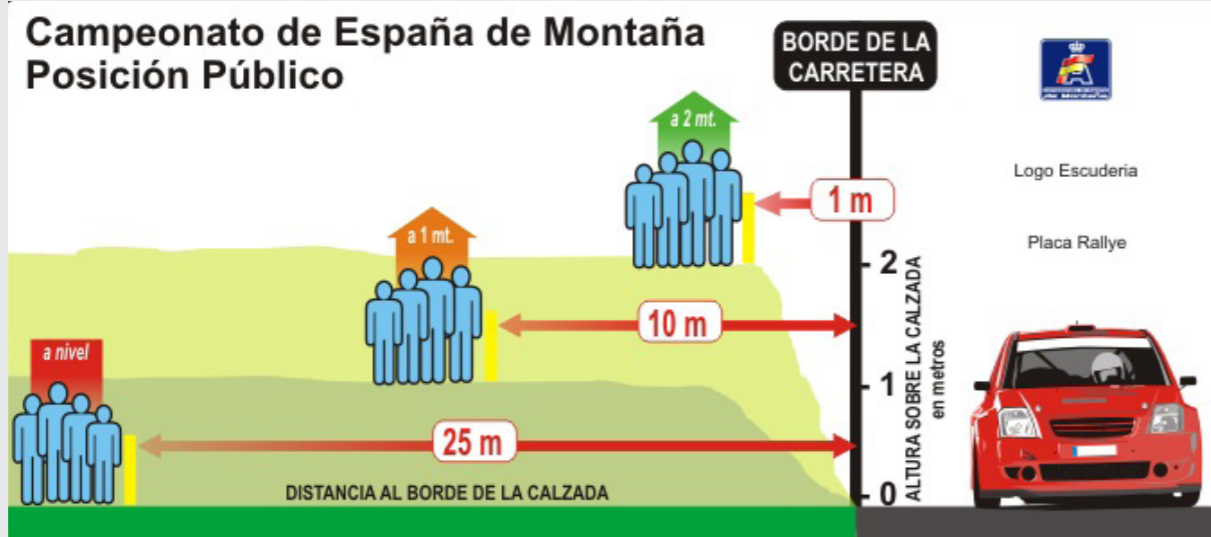 Campeonato de España de Montaña
Posición Público
BORDE DE LA
CARRETERA
de Montaña
Logo Escuderia
Placa Rallye
a 2 mt.
1 m
a 1 mt.
10 m
a nivel
25 m
DISTANCIA AL BORDE DE LA CALZADA
2
1
0
ALTURA SOBRE LA CALZADA
en metros